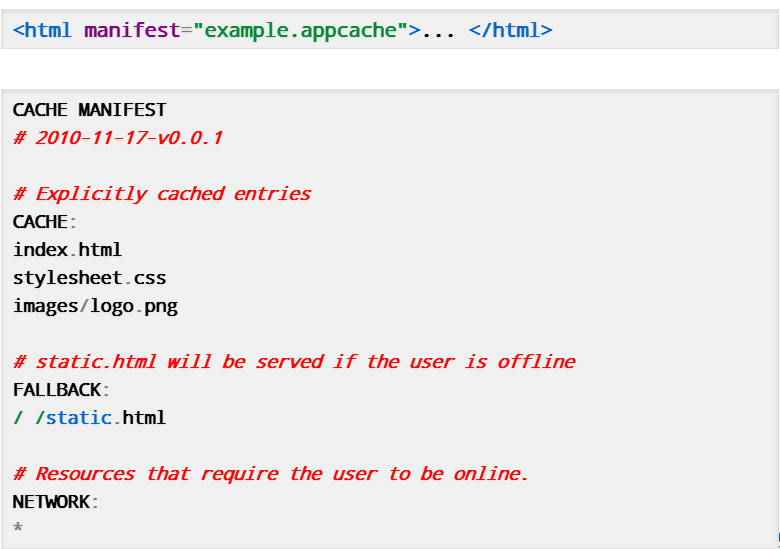 <html manifest="example.appcache">... </html>
CACHE MANIFEST
# 2010-11-17-v0.0.1
# Explicitly cached entries
CACHE:
index.html
stylesheet.css
images/logo.png
# static.html will be served if the user is offline
FALLBACK:
/ /static.html
# Resources that require the user to be online.
NETWORK:
*